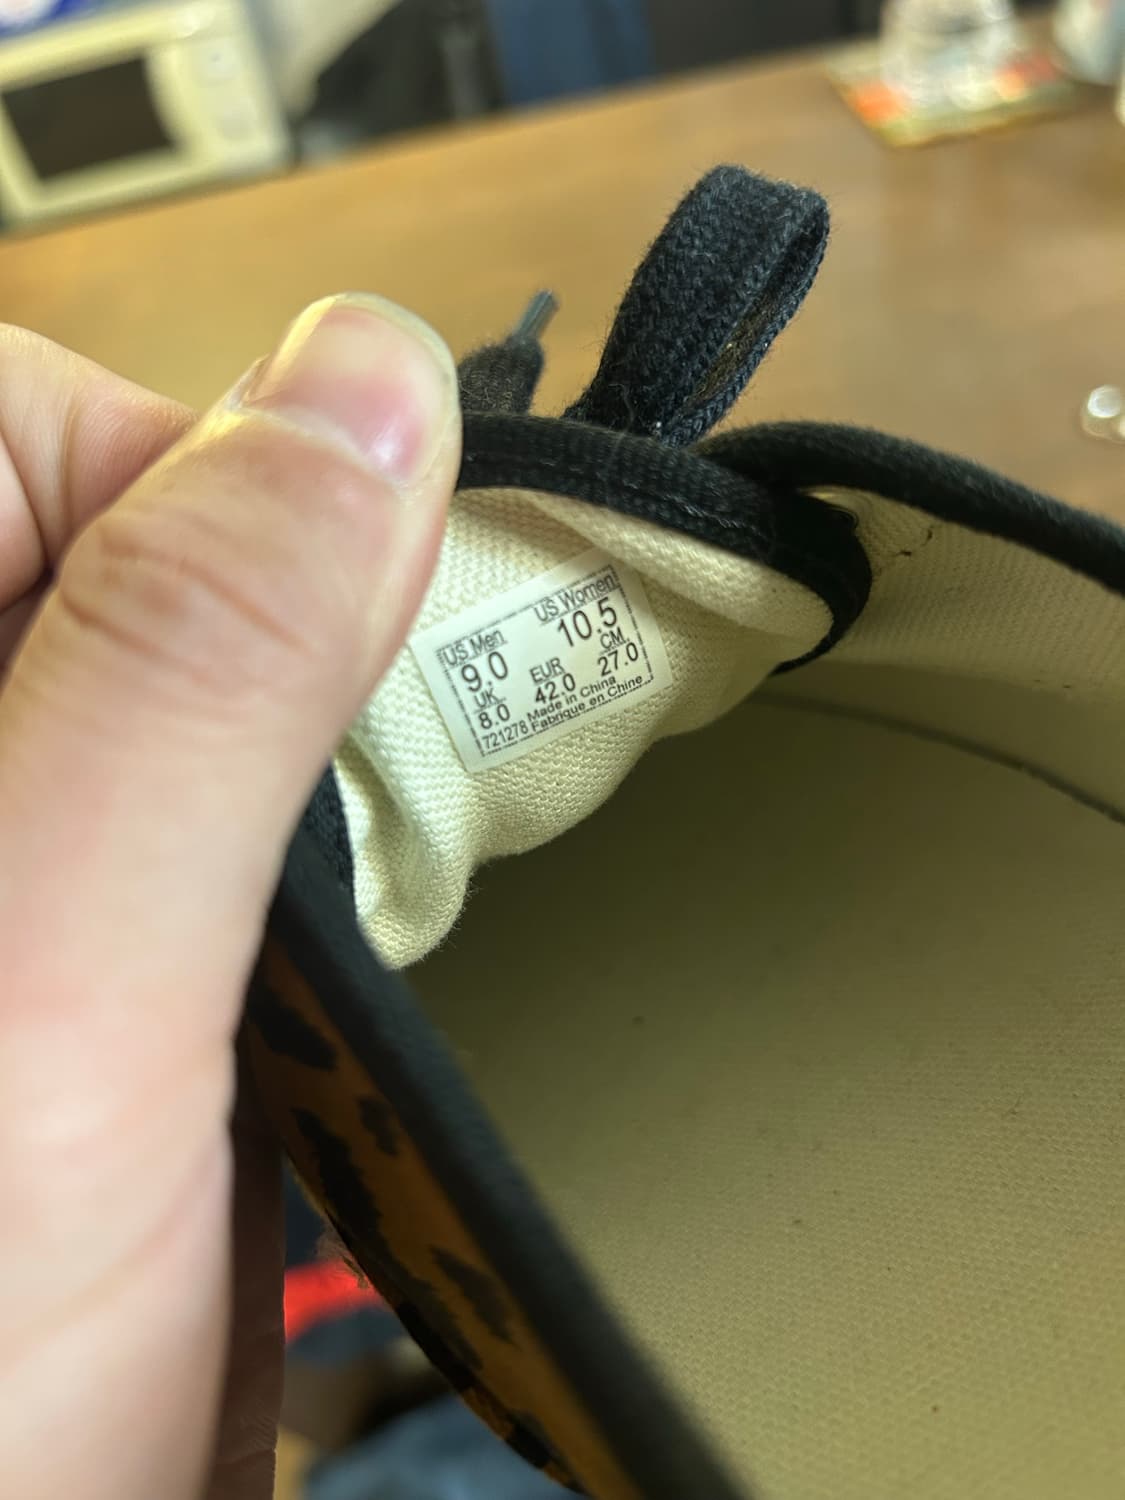 US Men US Women
9.0 10.5
UK EUR CM
8.0 42.0 27.0
Made in China
721278 Fabrique en Chine